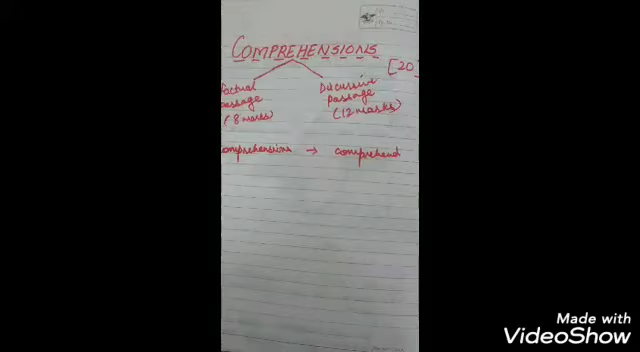 COMPREHENSIONS
[20]
Factual Discursive
passage passage
(8 marks) (12 marks)
Comprehensions → comprehend
Made with
VideoShow